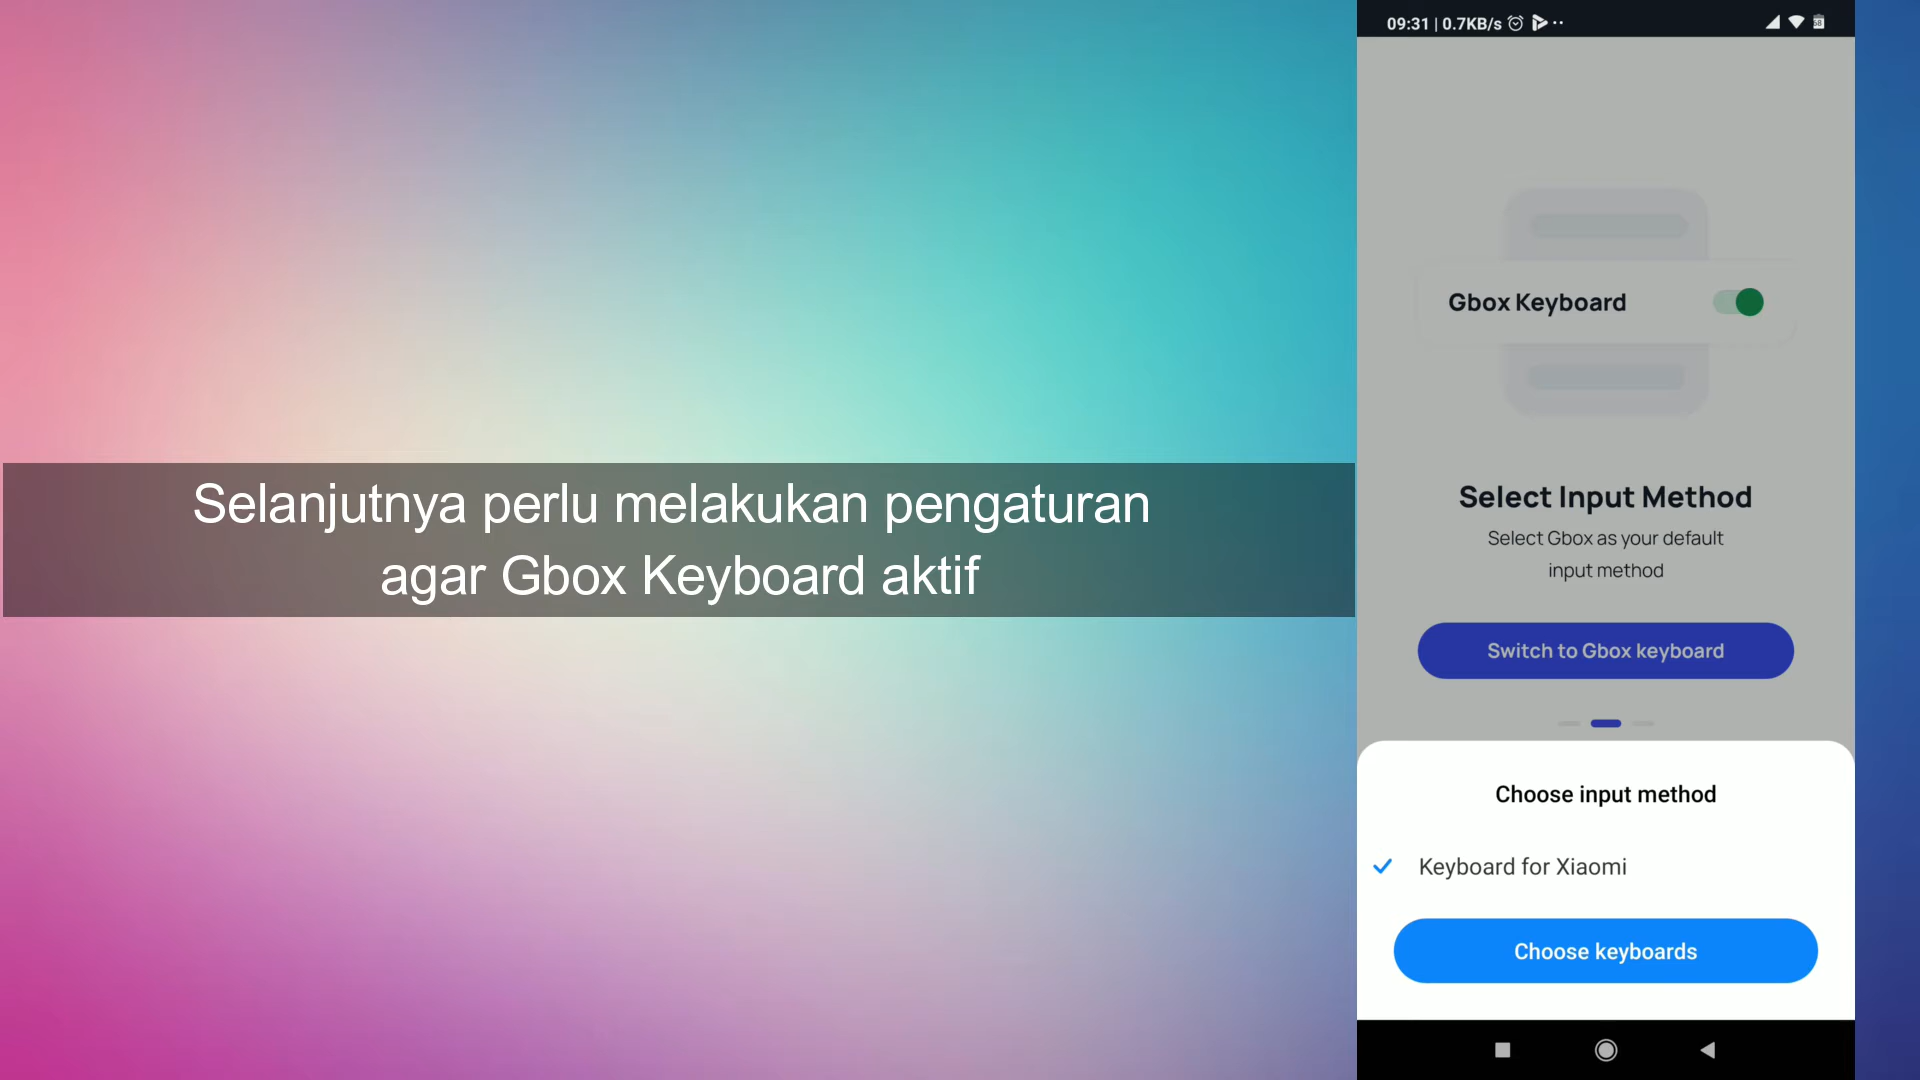 Selanjutnya perlu melakukan pengaturan
agar Gbox Keyboard aktif
09:31 | 0.7KB/s
Gbox Keyboard
Select Input Method
Select Gbox as your default
input method
Switch to Gbox keyboard
Choose input method
Keyboard for Xiaomi
Choose keyboards